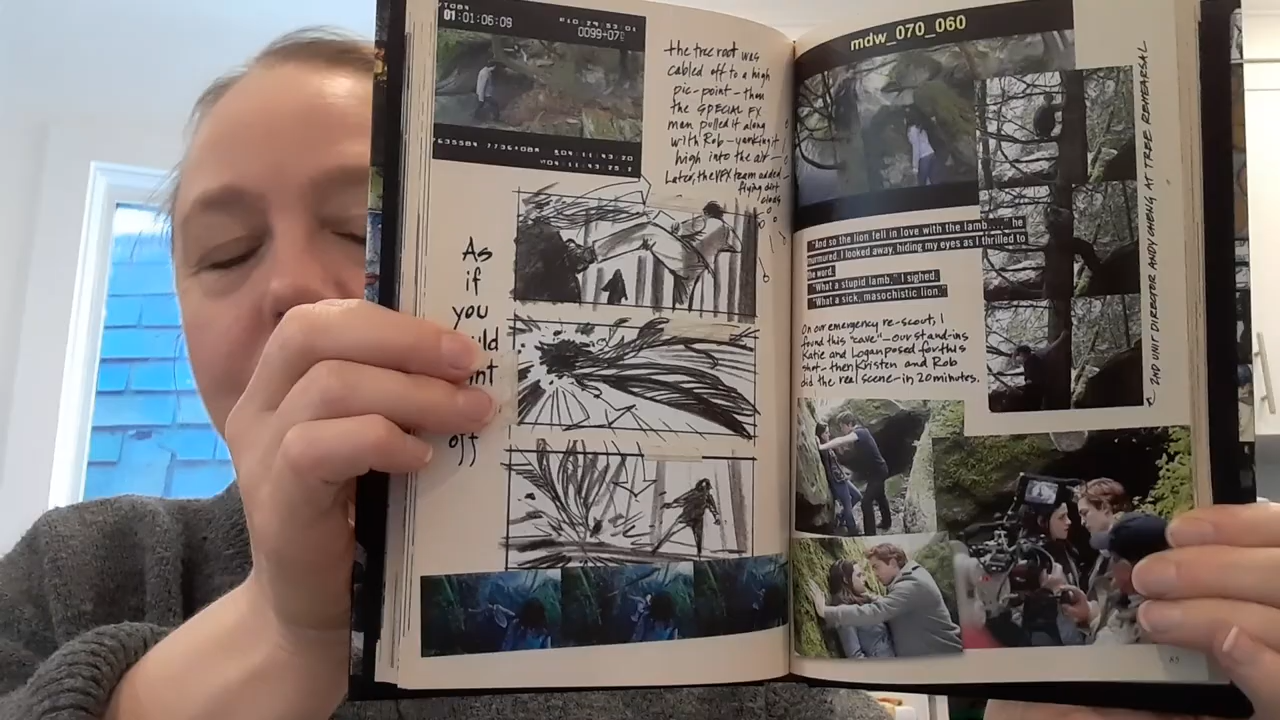 01:01:06:09
0099+07
the tree root was
cabled off to a high
pic-point - then
the SPECIAL FX
men pulled it along
with Rob - yanking it
high into the air -
Later, the VFX team added
flying dirt
clods
As
if
you
off
mdw_070_060
"And so the lion fell in love with the lamb...," he
murmured. I looked away, hiding my eyes as I thrilled to
the word.
"What a stupid lamb," I sighed.
"What a sick, masochistic lion."
On our emergency re-scout, I
found this "cave" - our stand-ins
Katie and Logan posed for this
shot - then Kristen and Rob
did the real scene - in 20 minutes.
2ND UNIT DIRECTOR ANDY CHENG AT TREE REHEARSAL